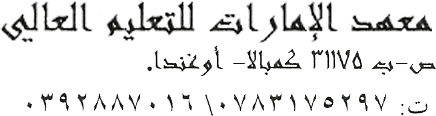 معهد الإمارات للتعليم العالي
ص-ب ٣١١٧٥ كمبالا- أوغندا.
ت: ٠٧٨٣١٧٥٢٩٧ \ ٠٣٩٢٨٨٧٠١٦